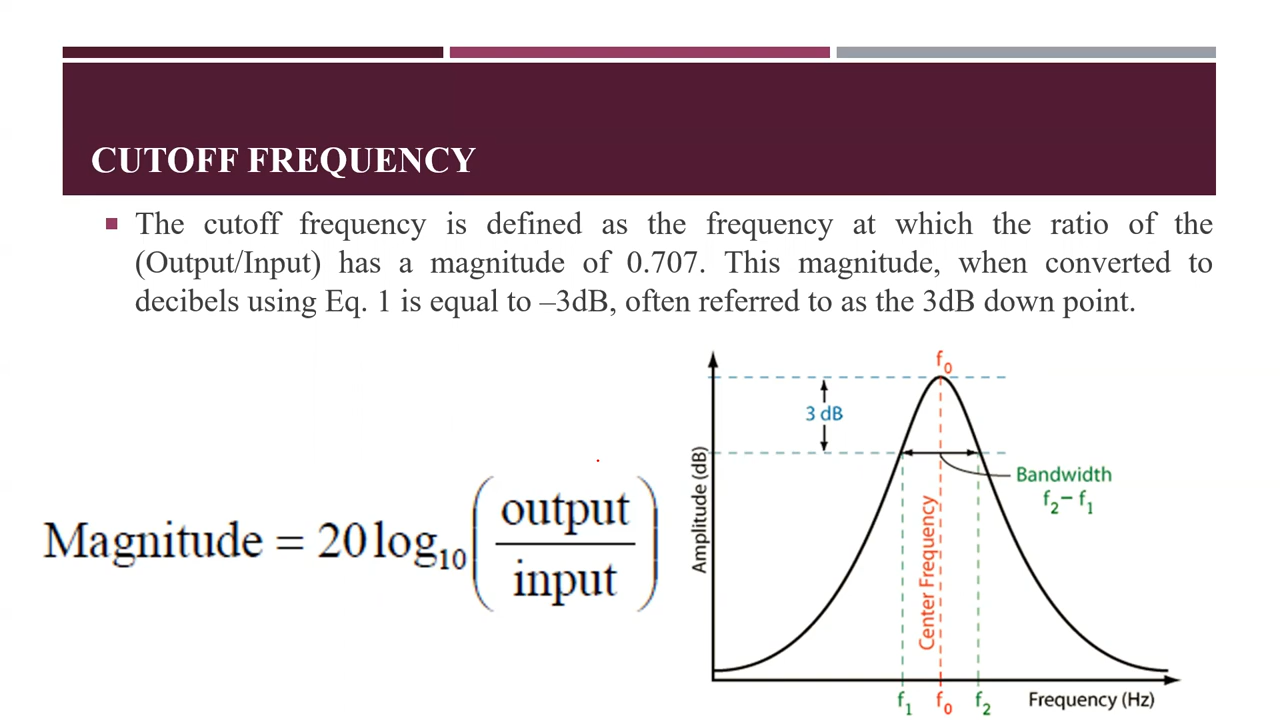 CUTOFF FREQUENCY
The cutoff frequency is defined as the frequency at which the ratio of the
(Output/Input) has a magnitude of 0.707. This magnitude, when converted to
decibels using Eq. 1 is equal to –3dB, often referred to as the 3dB down point.
Magnitude = 20 log₁₀ (output / input)
f₀
3 dB
Amplitude (dB)
Center Frequency
Bandwidth
f₂ – f₁
f₁ f₀ f₂ Frequency (Hz)